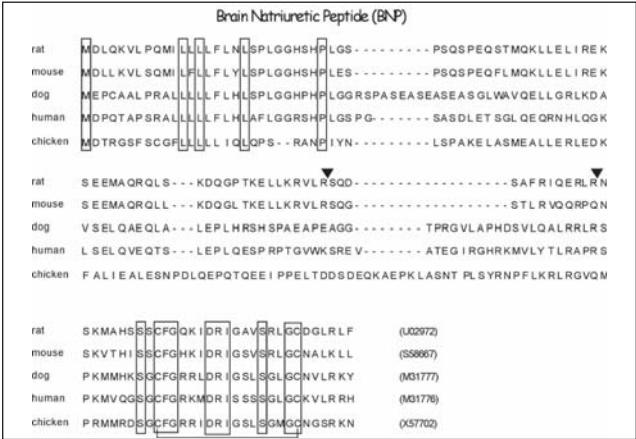 Brain Natriuretic Peptide (BNP)
rat MDLQKVLPQMILLLLFLNLSPLGGHSHPLGS--------PSQSPEQSTMQKLLELIREK
mouse MDLLKVLSQMILFLLFLYLSPLGGHSHPLES--------PSQSPEQFLMQKLLELIREK
dog MEPCAALPRALLLLLFLHLSPLGGHPHPLGGRSPASEASEASEASGLWAVQELLGRLKDA
human MDPQTAPSRALLLLLFLHLAFLGGRSHPLGSPG------SASDLETSGLQEQRNHLQGK
chicken MDTRGSFSCGFLLLLLIQLQPS--RANPIYN--------LSPAKELASMEALLERLEDK
rat SEEMAQRQLS---KDQGPTKELLKRVLRSQD-----------SAFRIQERLRN
mouse SEEMAQRQLL---KDQGLTKELLKRVLRSQG-----------STLRVQQRPQN
dog VSELQAEQLA---LEPLHRSHSPAEAPEAGG------TPRGVLAPHDSVLQALRRLRS
human LSELQVEQTS---LEPLQESPRPTGVWKSREV-----ATEGIRGHRKMVLYTLRAPRS
chicken FALIEALESNPDLQEPQTQEEIPPELTDDSDEQKAEPKLASNTPLSYRNPFLKRLRGVQM
rat SKMAHSSSCFGQKIDRIGAVSRLGCDGLRLF (U02972)
mouse SKVTHISSCFGHKIDRIGSVSRLGCNALKLL (S58667)
dog PKMMHKSGCFGRRLDRIGSLSGLGCNVLRKY (M31777)
human PKMVQGSGCFGRKMDRISSSSGLGCKVLRRH (M31776)
chicken PRMMRDSGCFGRRIDRIGSLSGMGCNGSRKN (X57702)